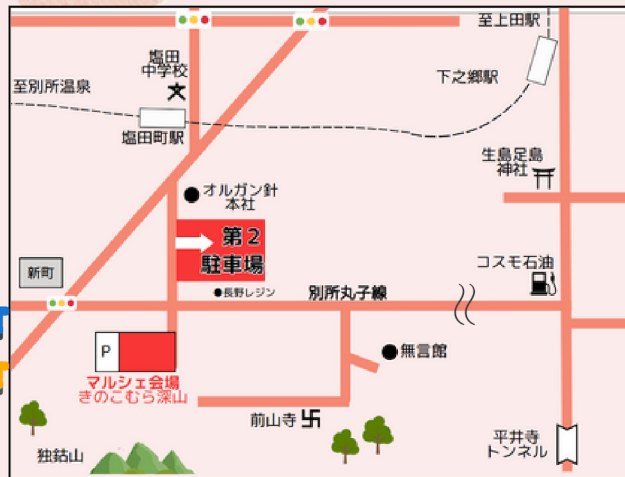 至上田駅
塩田
中学校
下之郷駅
至別所温泉
塩田町駅
生島足島
神社
オルガン針
本社
第2
駐車場
新町
コスモ石油
●長野レジン
別所丸子線
P
無言館
マルシェ会場
きのこむら深山
前山寺卍
平井寺
トンネル
独鈷山